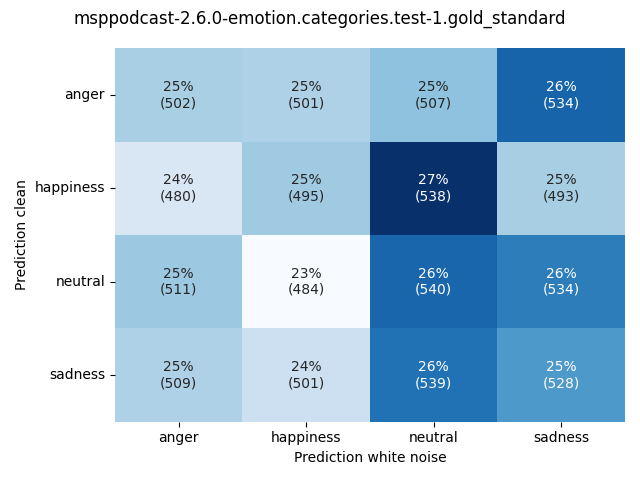 msppodcast-2.6.0-emotion.categories.test-1.gold_standard
Prediction clean
anger
25% 25% 25% 26%
(502) (501) (507) (534)
happiness
24% 25% 27% 25%
(480) (495) (538) (493)
neutral
25% 23% 26% 26%
(511) (484) (540) (534)
sadness
25% 24% 26% 25%
(509) (501) (539) (528)
anger happiness neutral sadness
Prediction white noise